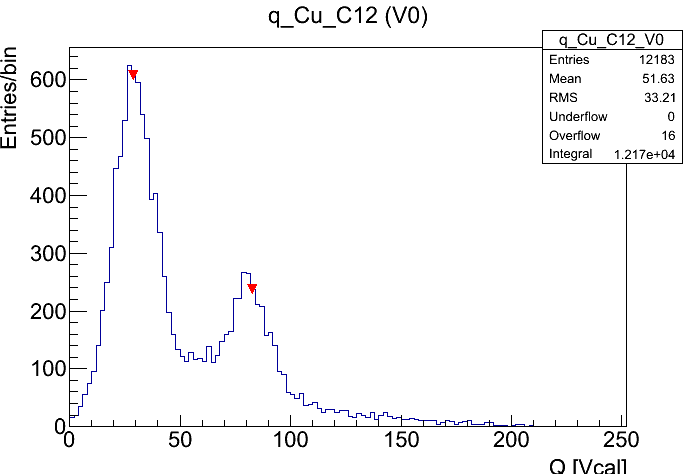 q_Cu_C12 (V0)
q_Cu_C12_V0
Entries 12183
Mean 51.63
RMS 33.21
Underflow 0
Overflow 16
Integral 1.217e+04
Entries/bin
600
500
400
300
200
100
0
0 50 100 150 200 250
Q [Vcal]